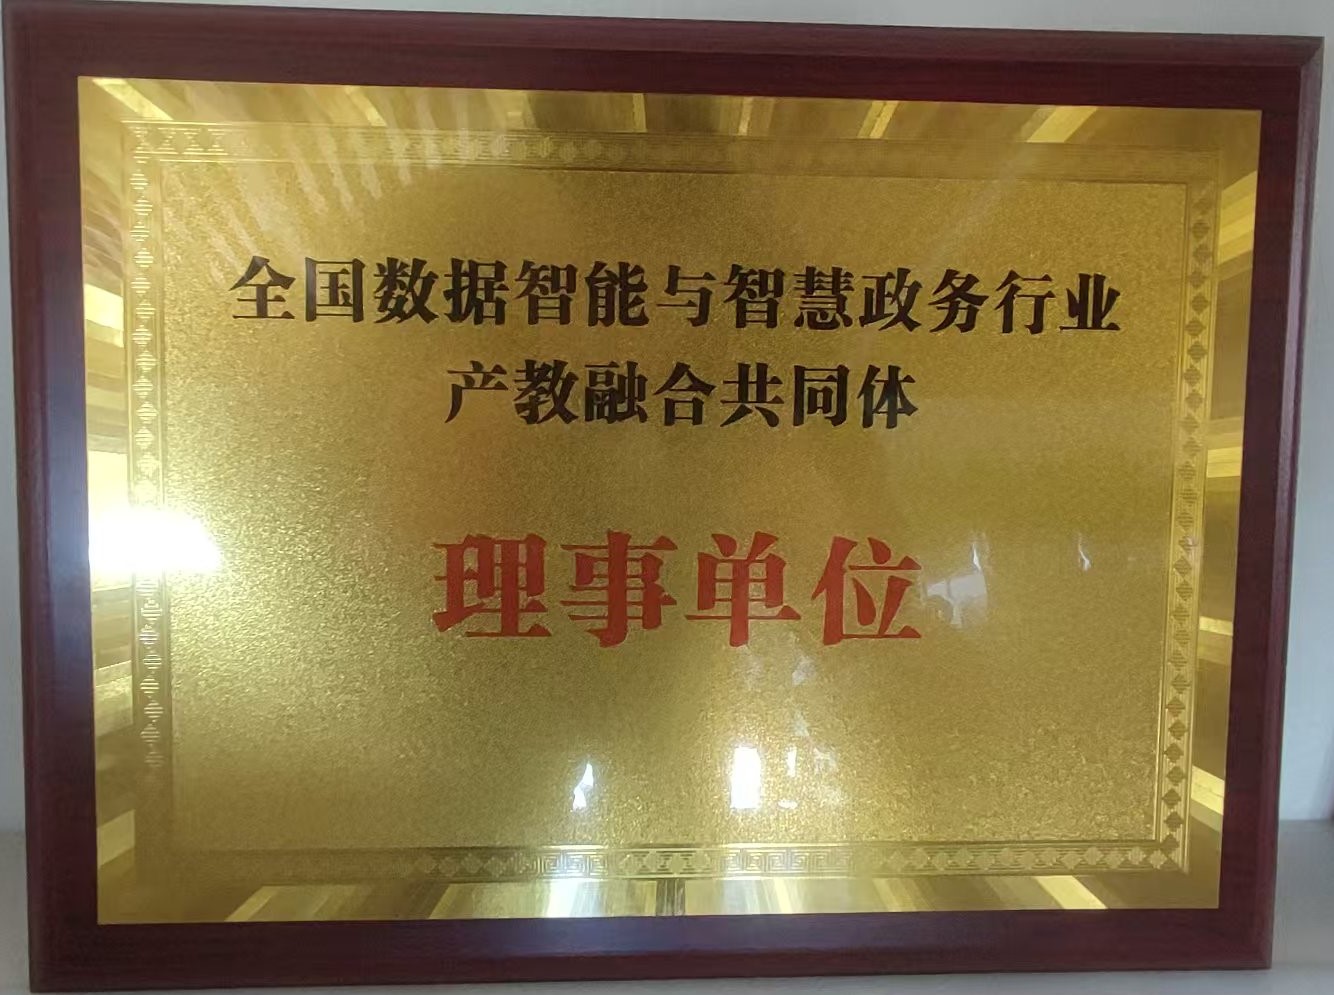 全国数据智能与智慧政务行业
产教融合共同体
理事单位